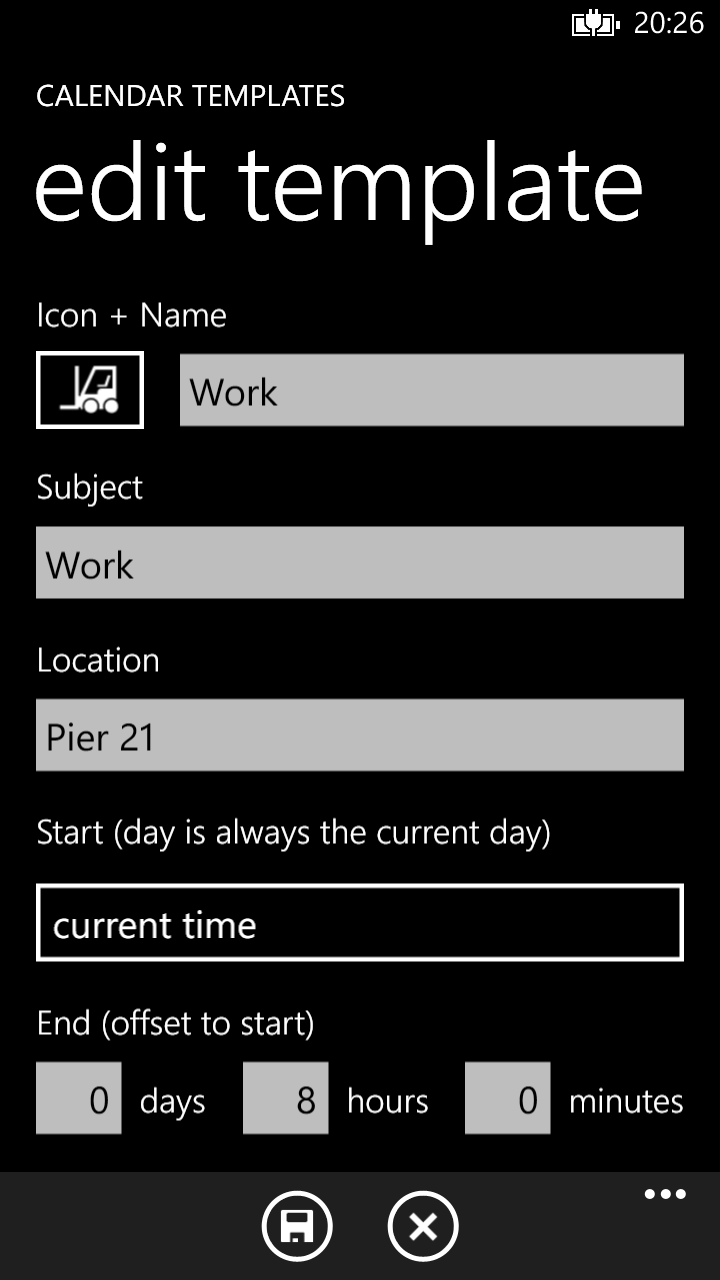 20:26
CALENDAR TEMPLATES
edit template
Icon + Name
Work
Subject
Work
Location
Pier 21
Start (day is always the current day)
current time
End (offset to start)
0 days 8 hours 0 minutes